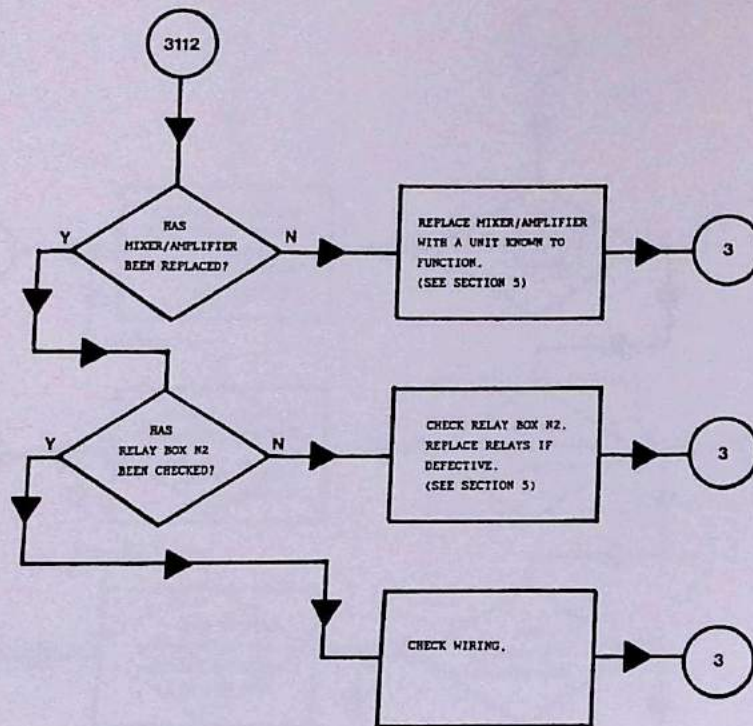 3112
HAS
MIXER/AMPLIFIER
BEEN REPLACED?
Y
N
REPLACE MIXER/AMPLIFIER
WITH A UNIT KNOWN TO
FUNCTION.
(SEE SECTION 5)
3
HAS
RELAY BOX N2
BEEN CHECKED?
Y
N
CHECK RELAY BOX N2.
REPLACE RELAYS IF
DEFECTIVE.
(SEE SECTION 5)
3
CHECK WIRING.
3